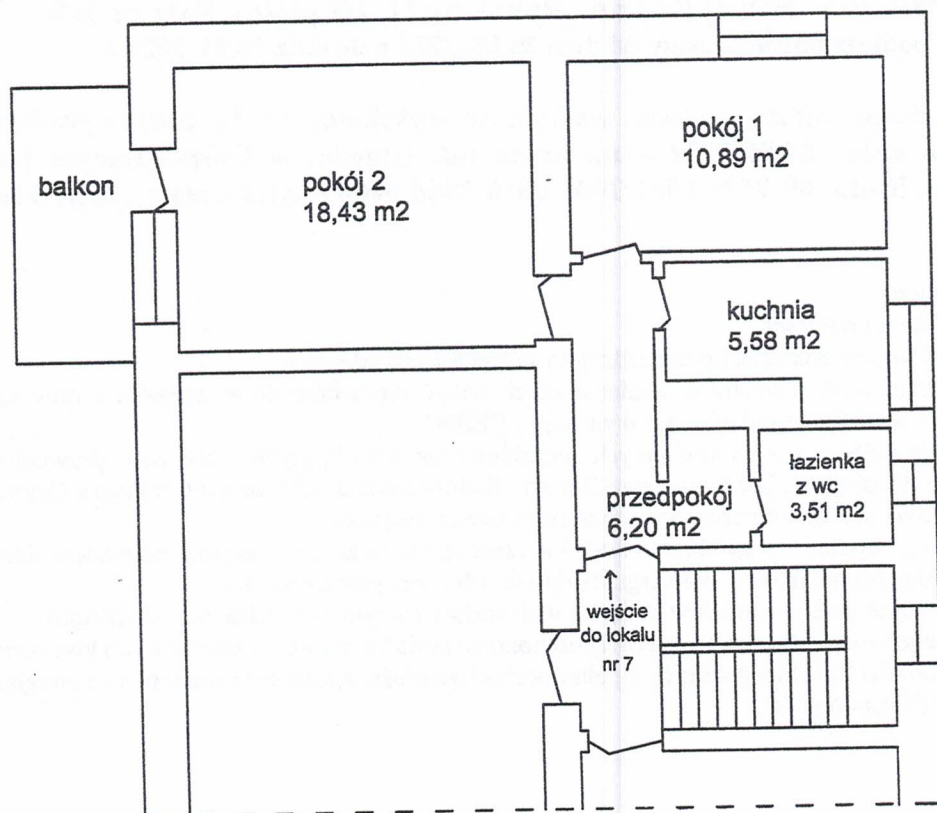 balkon
pokój 2
18,43 m2
pokój 1
10,89 m2
kuchnia
5,58 m2
łazienka
z wc
3,51 m2
przedpokój
6,20 m2
wejście
do lokalu
nr 7